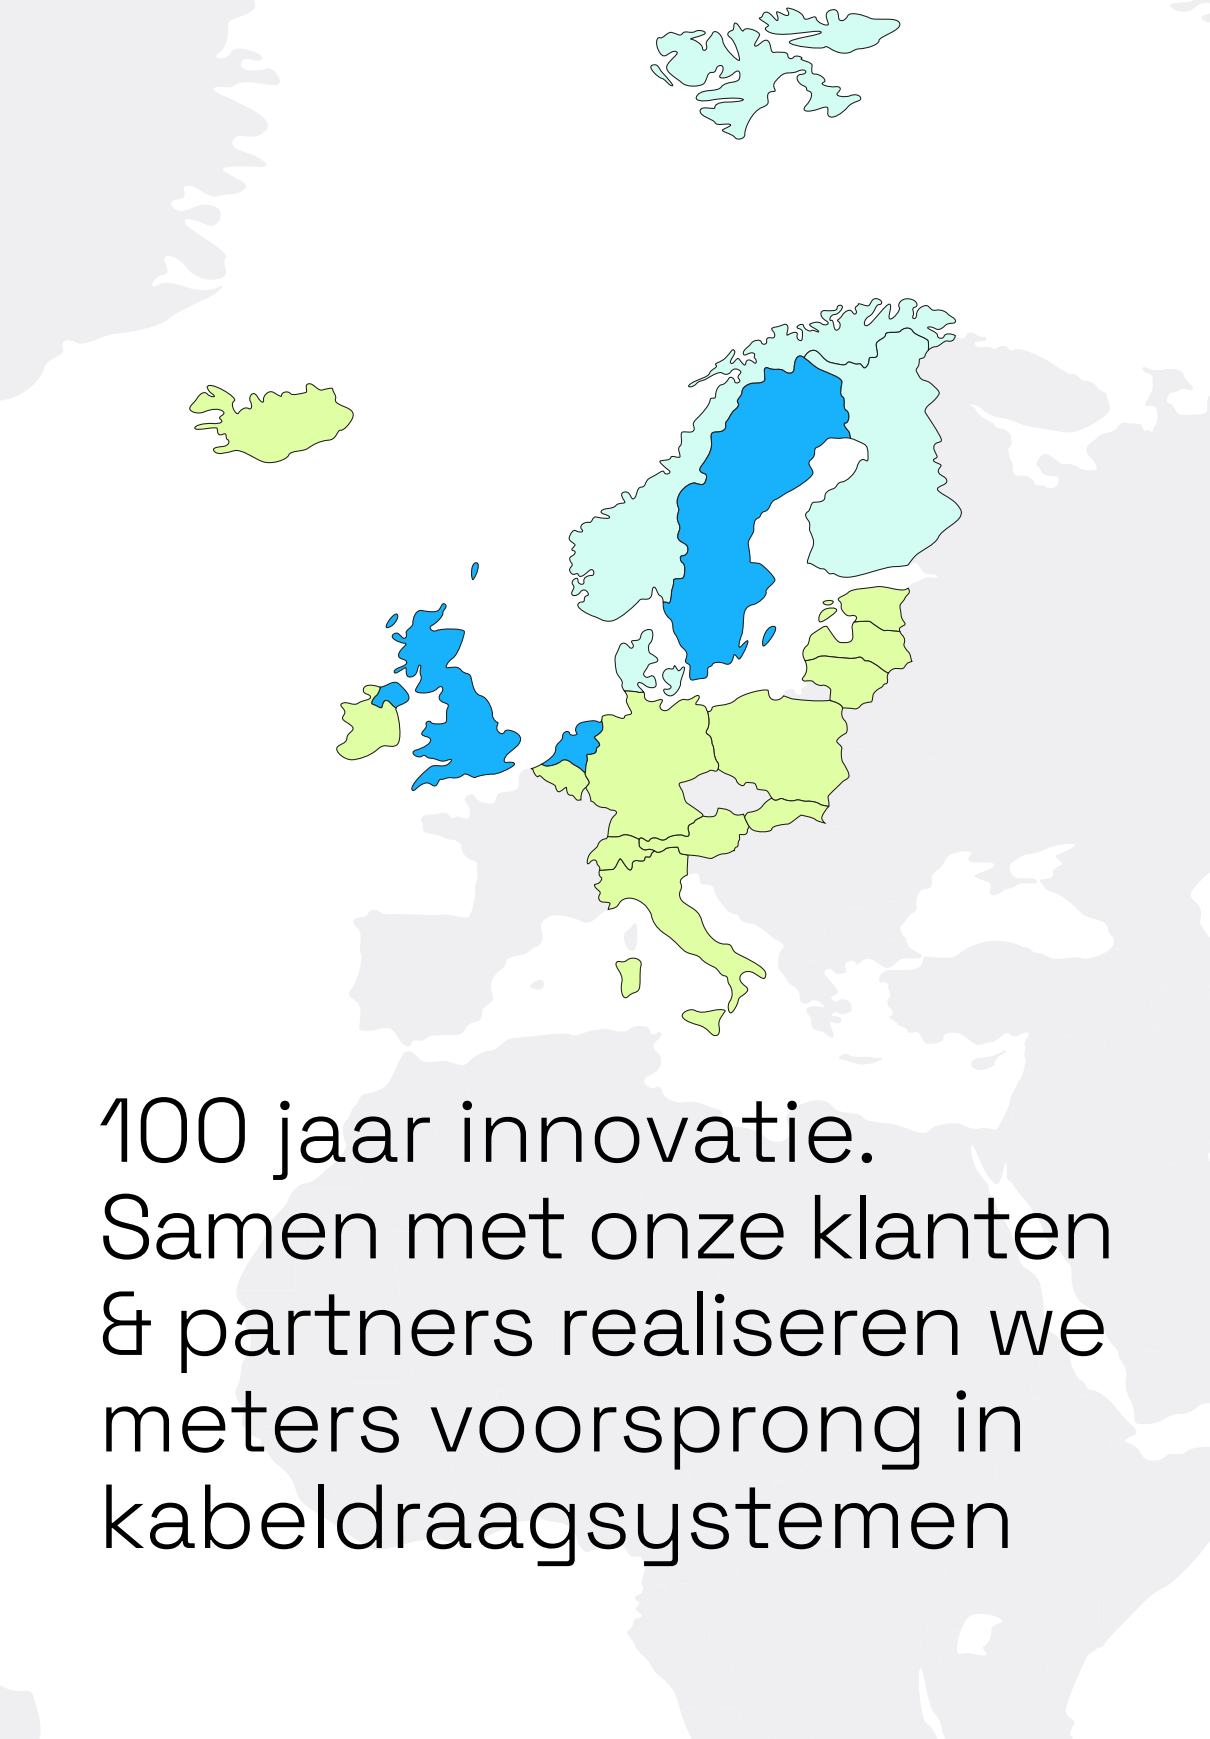 100 jaar innovatie.
Samen met onze klanten
& partners realiseren we
meters voorsprong in
kabeldraagsystemen